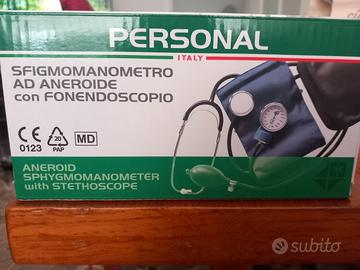 PERSONAL
ITALY
SFIGMOMANOMETRO
AD ANEROIDE
con FONENDOSCOPIO
CE
0123
20
PAP
MD
ANEROID
SPHYGMOMANOMETER
with STETHOSCOPE
subito